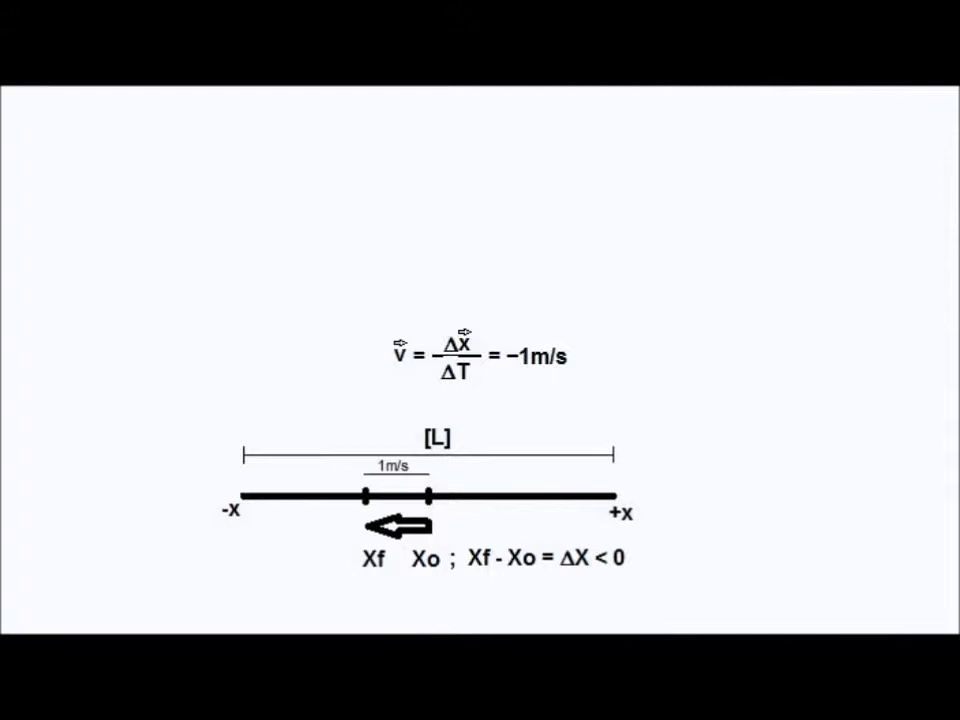 v⃗ = Δx⃗ / ΔT = −1m/s
[L]
1m/s
-x +x
Xf Xo ; Xf - Xo = ΔX < 0